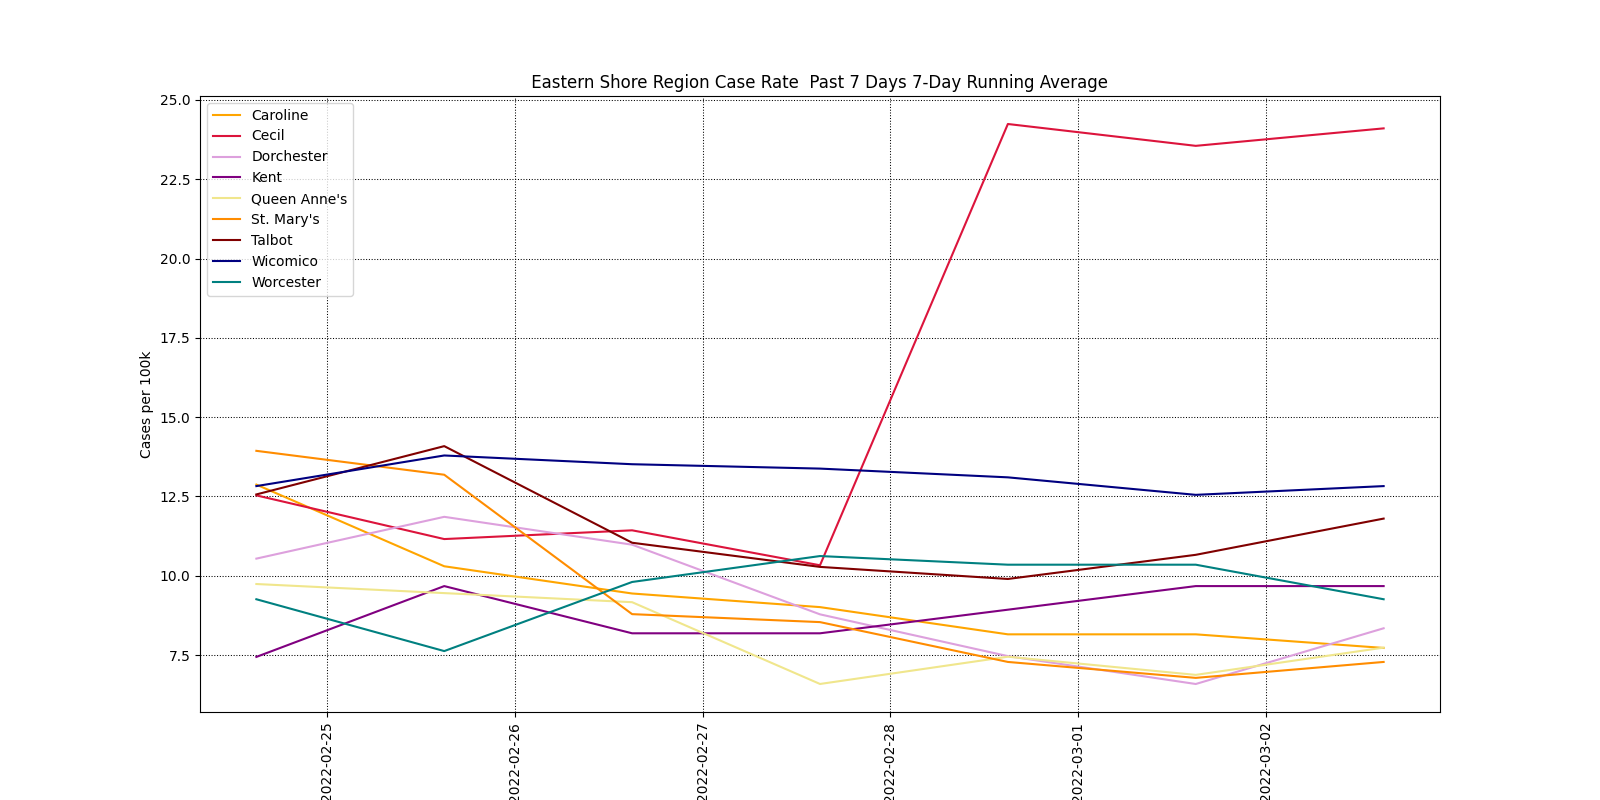 Eastern Shore Region Case Rate  Past 7 Days 7-Day Running Average
Cases per 100k
25.0
22.5
20.0
17.5
15.0
12.5
10.0
7.5
Caroline
Cecil
Dorchester
Kent
Queen Anne's
St. Mary's
Talbot
Wicomico
Worcester
2022-02-25
2022-02-26
2022-02-27
2022-02-28
2022-03-01
2022-03-02